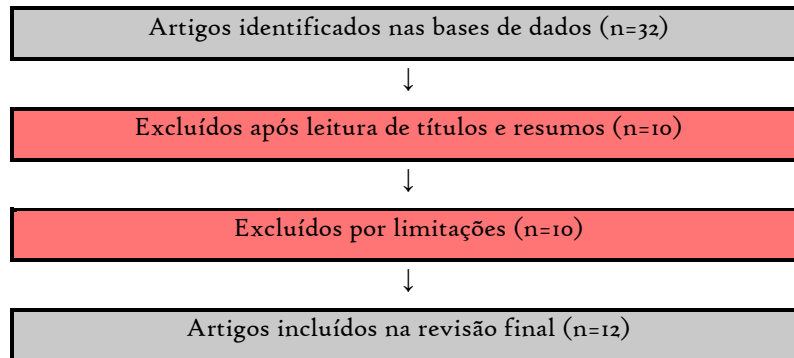 Artigos identificados nas bases de dados (n=32)
↓
Excluídos após leitura de títulos e resumos (n=10)
↓
Excluídos por limitações (n=10)
↓
Artigos incluídos na revisão final (n=12)